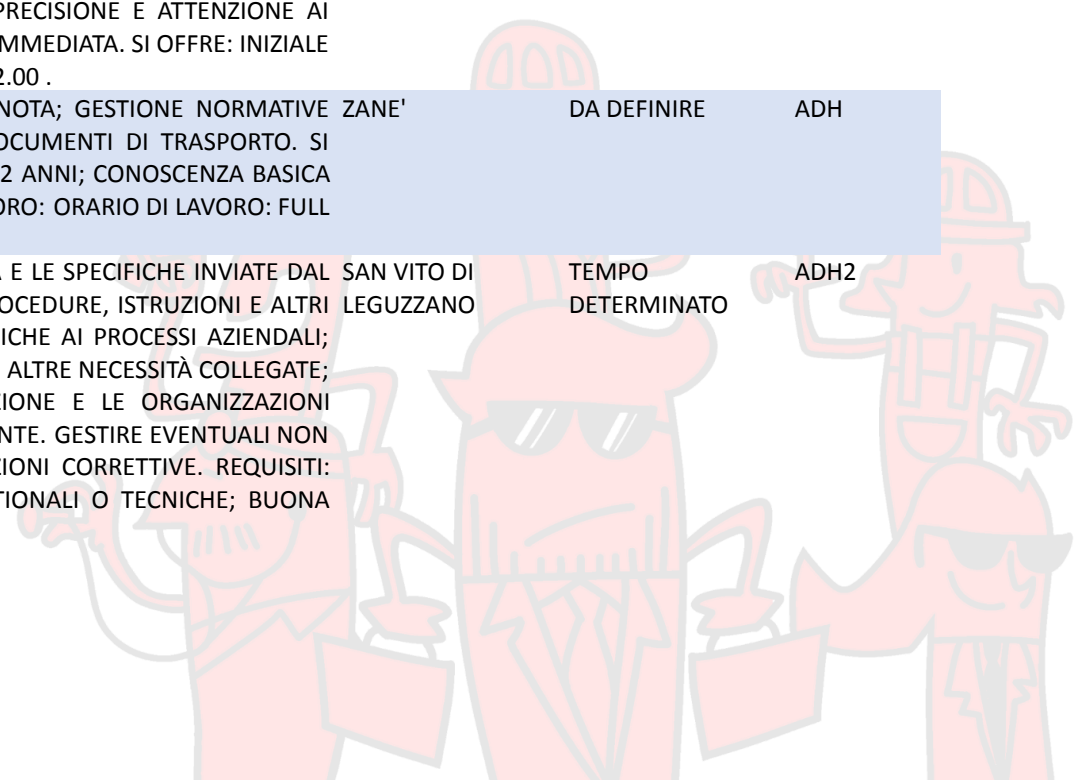 PRECISIONE E ATTENZIONE AI
IMMEDIATA. SI OFFRE: INIZIALE
2.00 .
NOTA; GESTIONE NORMATIVE ZANE' DA DEFINIRE ADH
OCUMENTI DI TRASPORTO. SI
2 ANNI; CONOSCENZA BASICA
ORO: ORARIO DI LAVORO: FULL
E LE SPECIFICHE INVIATE DAL SAN VITO DI TEMPO ADH2
OCEDURE, ISTRUZIONI E ALTRI LEGUZZANO DETERMINATO
ICHE AI PROCESSI AZIENDALI;
ALTRE NECESSITÀ COLLEGATE;
ZIONE E LE ORGANIZZAZIONI
NTE. GESTIRE EVENTUALI NON
ZIONI CORRETTIVE. REQUISITI:
TIONALI O TECNICHE; BUONA